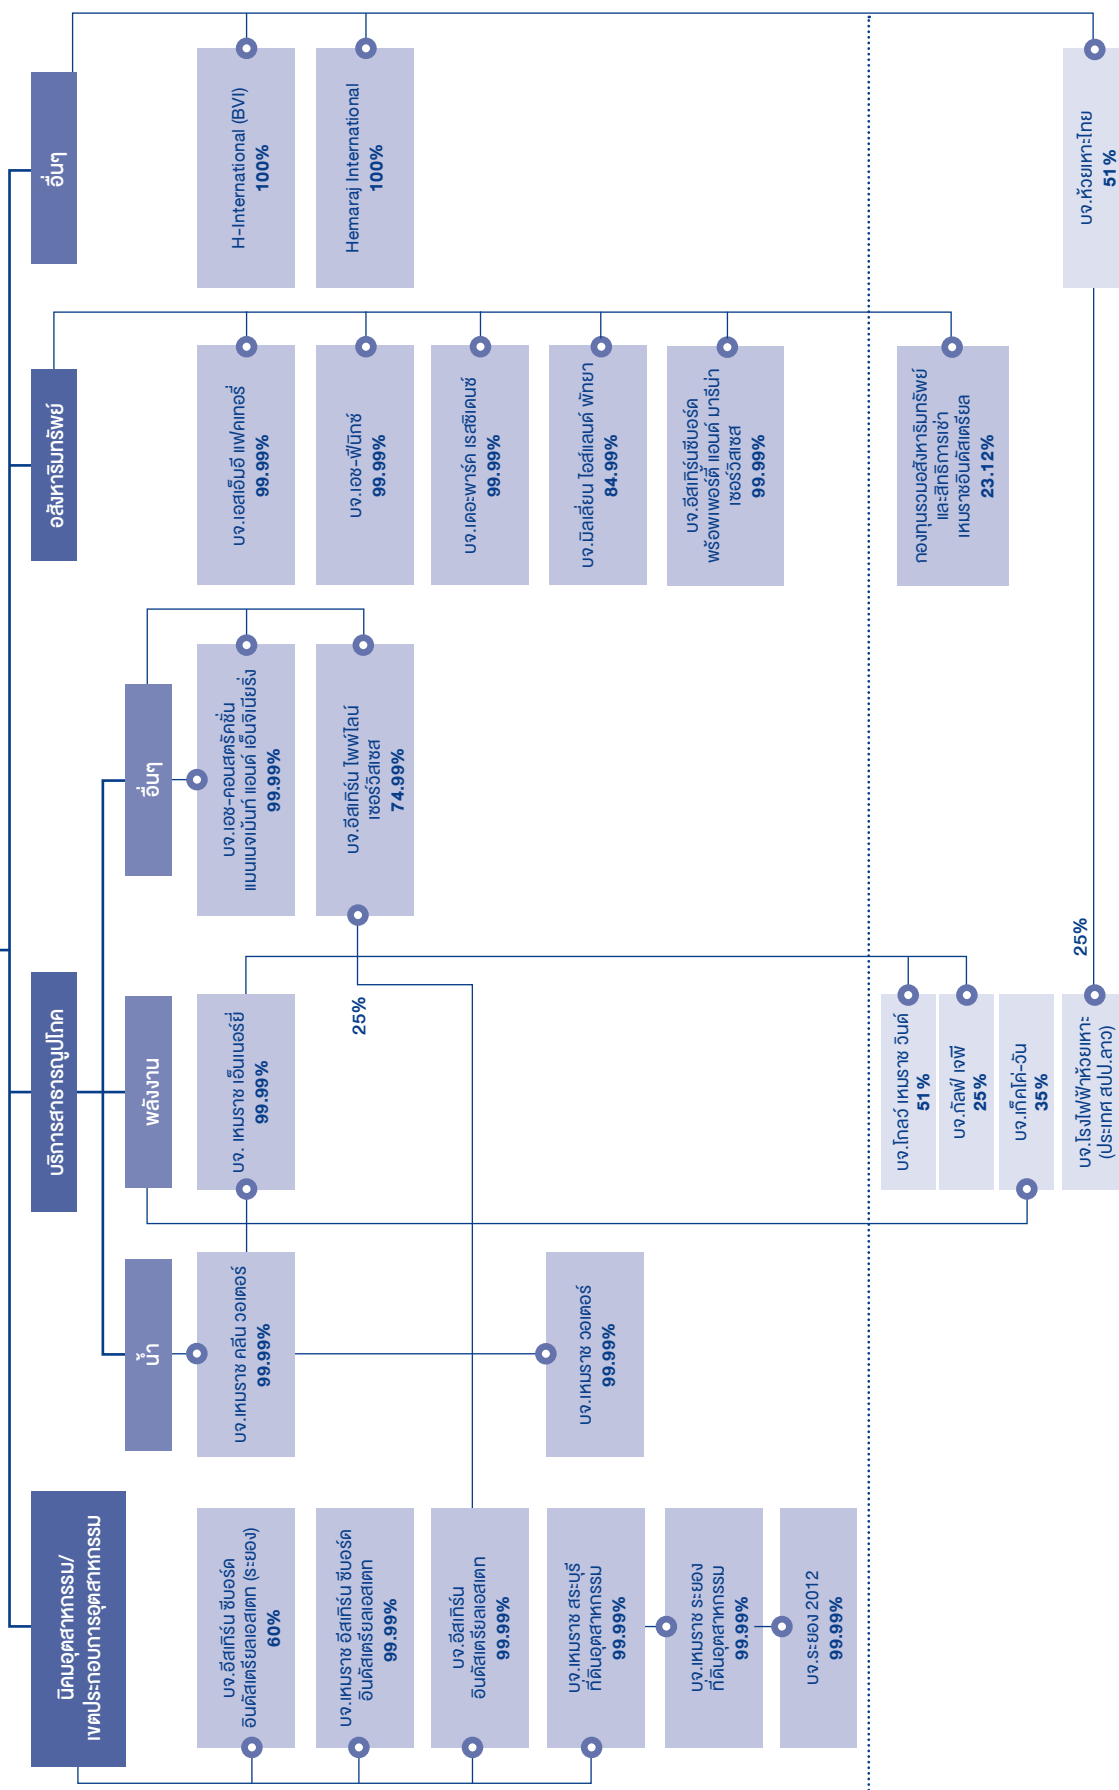 นิคมอุตสาหกรรม/
เขตประกอบการอุตสาหกรรม
บจ.อีสเทิร์น ซีบอร์ด
อินดัสเตรียลเอสเตท (ระยอง)
60%
บจ.เหมราช อีสเทิร์น ซีบอร์ด
อินดัสเตรียลเอสเตท
99.99%
บจ.อีสเทิร์น
อินดัสเตรียลเอสเตท
99.99%
บจ.เหมราช สระบุรี
ที่ดินอุตสาหกรรม
99.99%
บจ.เหมราช ระยอง
ที่ดินอุตสาหกรรม
99.99%
บจ.ระยอง 2012
99.99%
บริการสาธารณูปโภค
น้ำ
บจ.เหมราช คลีน วอเตอร์
99.99%
บจ.เหมราช วอเตอร์
99.99%
พลังงาน
บจ. เหมราช เอ็นเนอร์ยี่
99.99%
25%
บจ.โกลว์ เหมราช วินด์
51%
บจ.กัลฟ์ เจพี
25%
บจ.เก็คโค่-วัน
35%
บจ.โรงไฟฟ้าห้วยเหาะ
(ประเทศ สปป.ลาว)
25%
อื่นๆ
บจ.เอช-คอนสตรัคชั่น
แมนเนจเม้นท์ แอนด์ เอ็นจิเนียริ่ง
99.99%
บจ.อีสเทิร์น ไพพ์ไลน์
เซอร์วิสเซส
74.99%
อสังหาริมทรัพย์
บจ.เอสเอ็มอี แฟคเทอรี่
99.99%
บจ.เอช-ฟีนิกซ์
99.99%
บจ.เดอะพาร์ค เรสซิเดนซ์
99.99%
บจ.มิลเลี่ยน ไอส์แลนด์ พัทยา
84.99%
บจ.อีสเทิร์นซีบอร์ด
พร้อพเพอร์ตี้ แอนด์ มารีน่า
เซอร์วิสเซส
99.99%
กองทุนรวมอสังหาริมทรัพย์
และสิทธิการเช่า
เหมราชอินดัสเตรียล
23.12%
อื่นๆ
H-International (BVI)
100%
Hemaraj International
100%
บจ.ห้วยเหาะไทย
51%